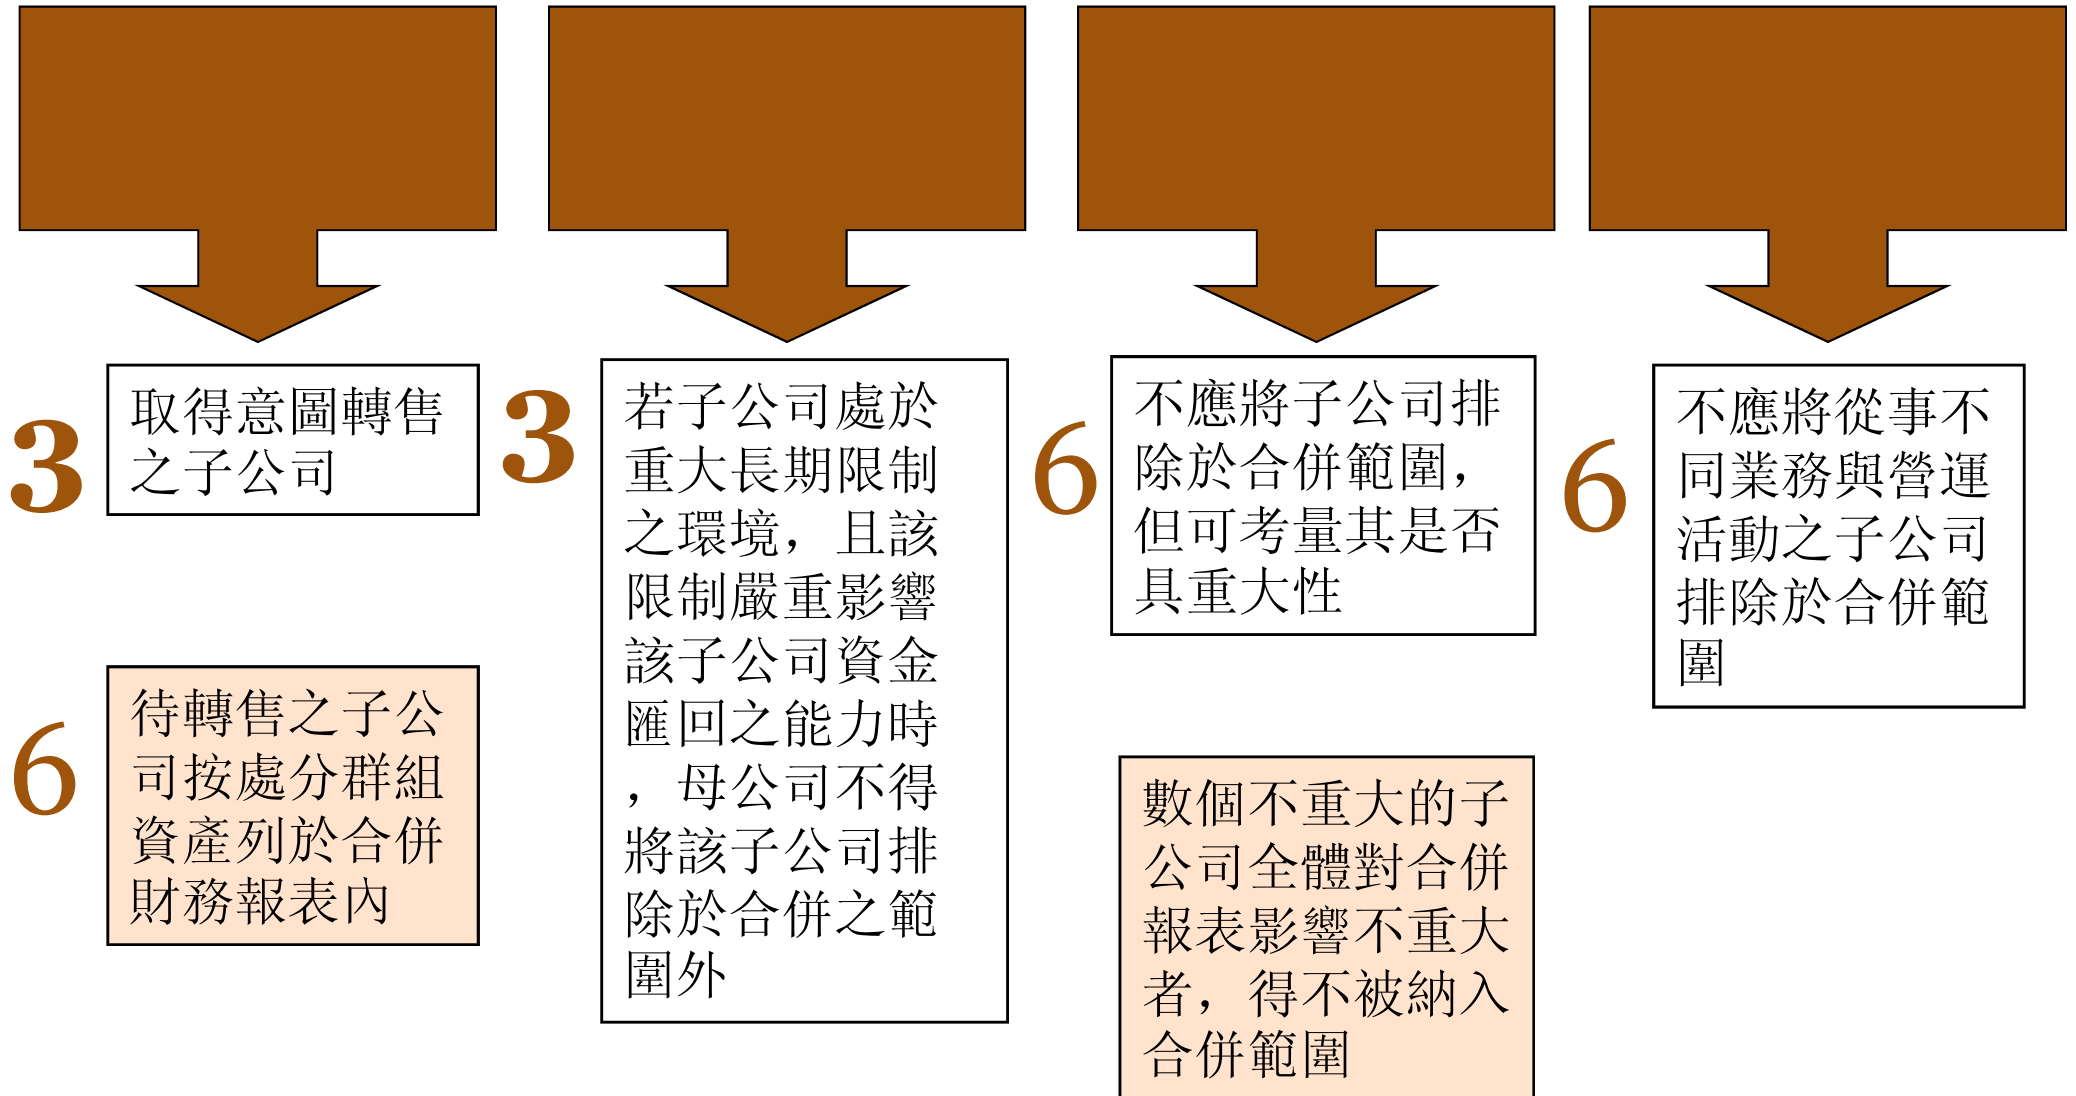 3
取得意圖轉售
之子公司
6
待轉售之子公
司按處分群組
資產列於合併
財務報表內
3
若子公司處於
重大長期限制
之環境，且該
限制嚴重影響
該子公司資金
匯回之能力時
，母公司不得
將該子公司排
除於合併之範
圍外
6
不應將子公司排
除於合併範圍，
但可考量其是否
具重大性
數個不重大的子
公司全體對合併
報表影響不重大
者，得不被納入
合併範圍
6
不應將從事不
同業務與營運
活動之子公司
排除於合併範
圍